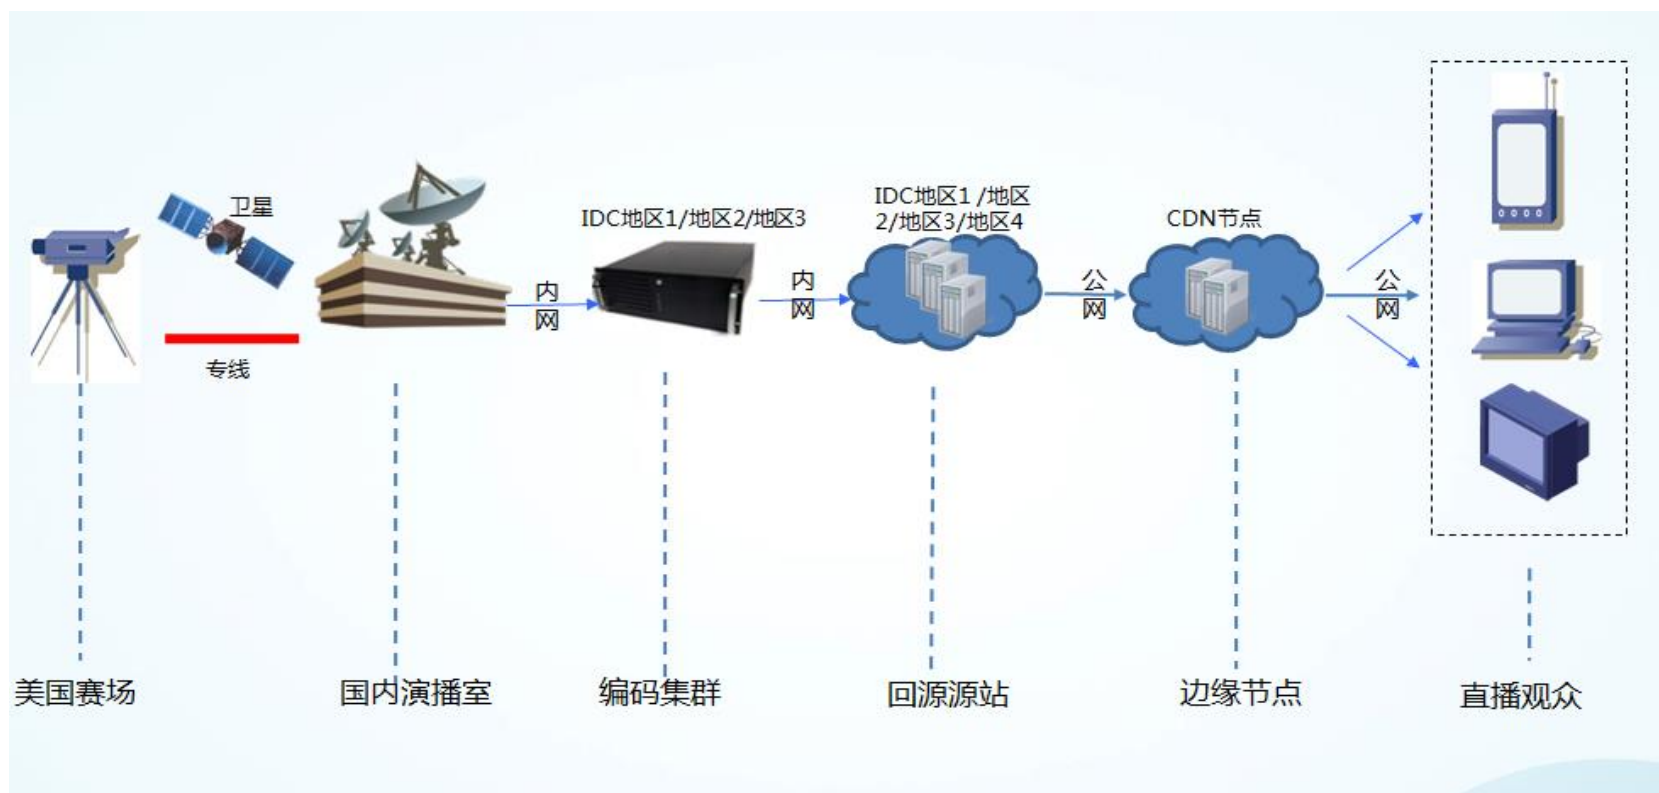 卫星
专线
内
网
IDC地区1/地区2/地区3
内
网
IDC地区1 /地区
2/地区3/地区4
公
网
CDN节点
公
网
美国赛场
国内演播室
编码集群
回源源站
边缘节点
直播观众